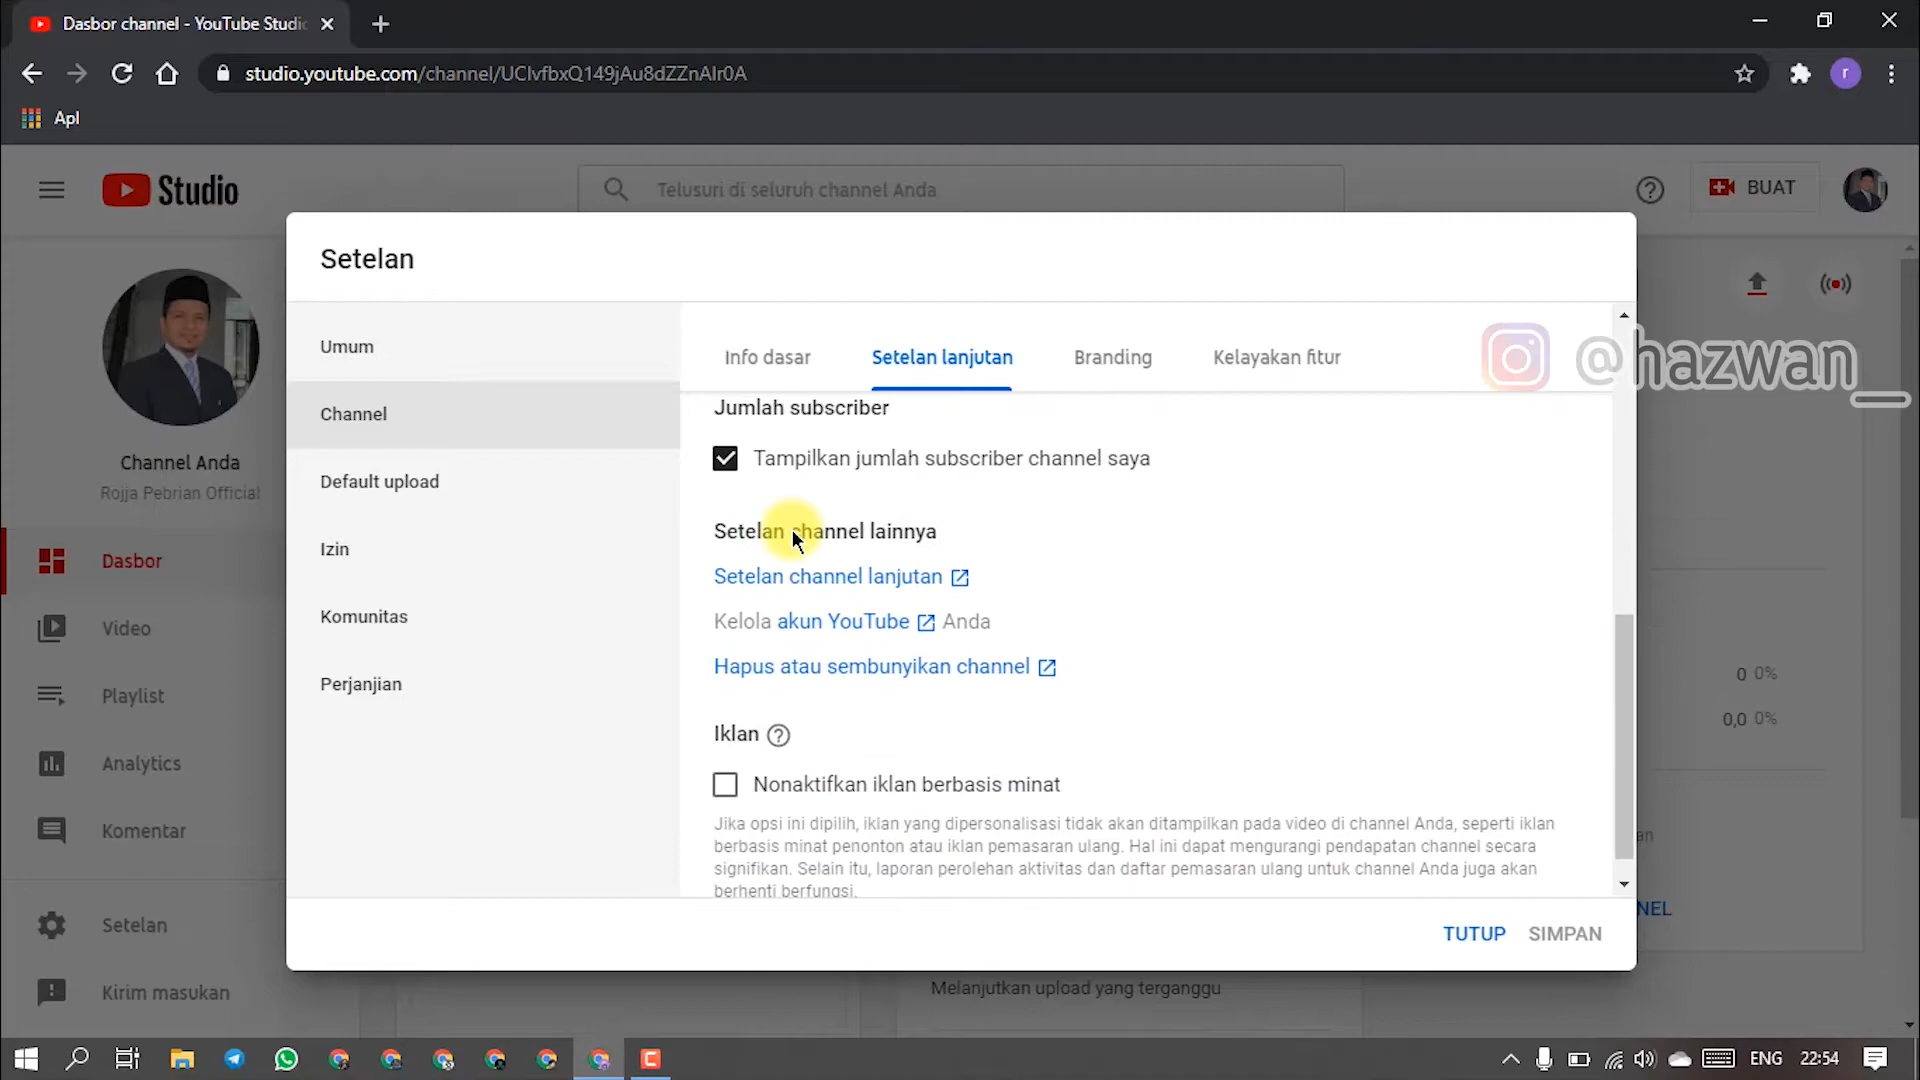 Dasbor channel - YouTube Studi
studio.youtube.com/channel/UClvfbxQ149jAu8dZZnAlr0A
r
Apl
Studio
Telusuri di seluruh channel Anda
BUAT
Setelan
Umum
Channel
Default upload
Izin
Komunitas
Perjanjian
Info dasar
Setelan lanjutan
Branding
Kelayakan fitur
@hazwan__
Jumlah subscriber
Tampilkan jumlah subscriber channel saya
Setelan channel lainnya
Setelan channel lanjutan
Kelola akun YouTube Anda
Hapus atau sembunyikan channel
Iklan
Nonaktifkan iklan berbasis minat
Jika opsi ini dipilih, iklan yang dipersonalisasi tidak akan ditampilkan pada video di channel Anda, seperti iklan
berbasis minat penonton atau iklan pemasaran ulang. Hal ini dapat mengurangi pendapatan channel secara
signifikan. Selain itu, laporan perolehan aktivitas dan daftar pemasaran ulang untuk channel Anda juga akan
berhenti berfungsi.
TUTUP SIMPAN
Channel Anda
Rojja Pebrian Official
Dasbor
Video
Playlist
Analytics
Komentar
Setelan
Kirim masukan
0 0%
0,0 0%
an
NEL
Melanjutkan upload yang terganggu
ENG 22:54